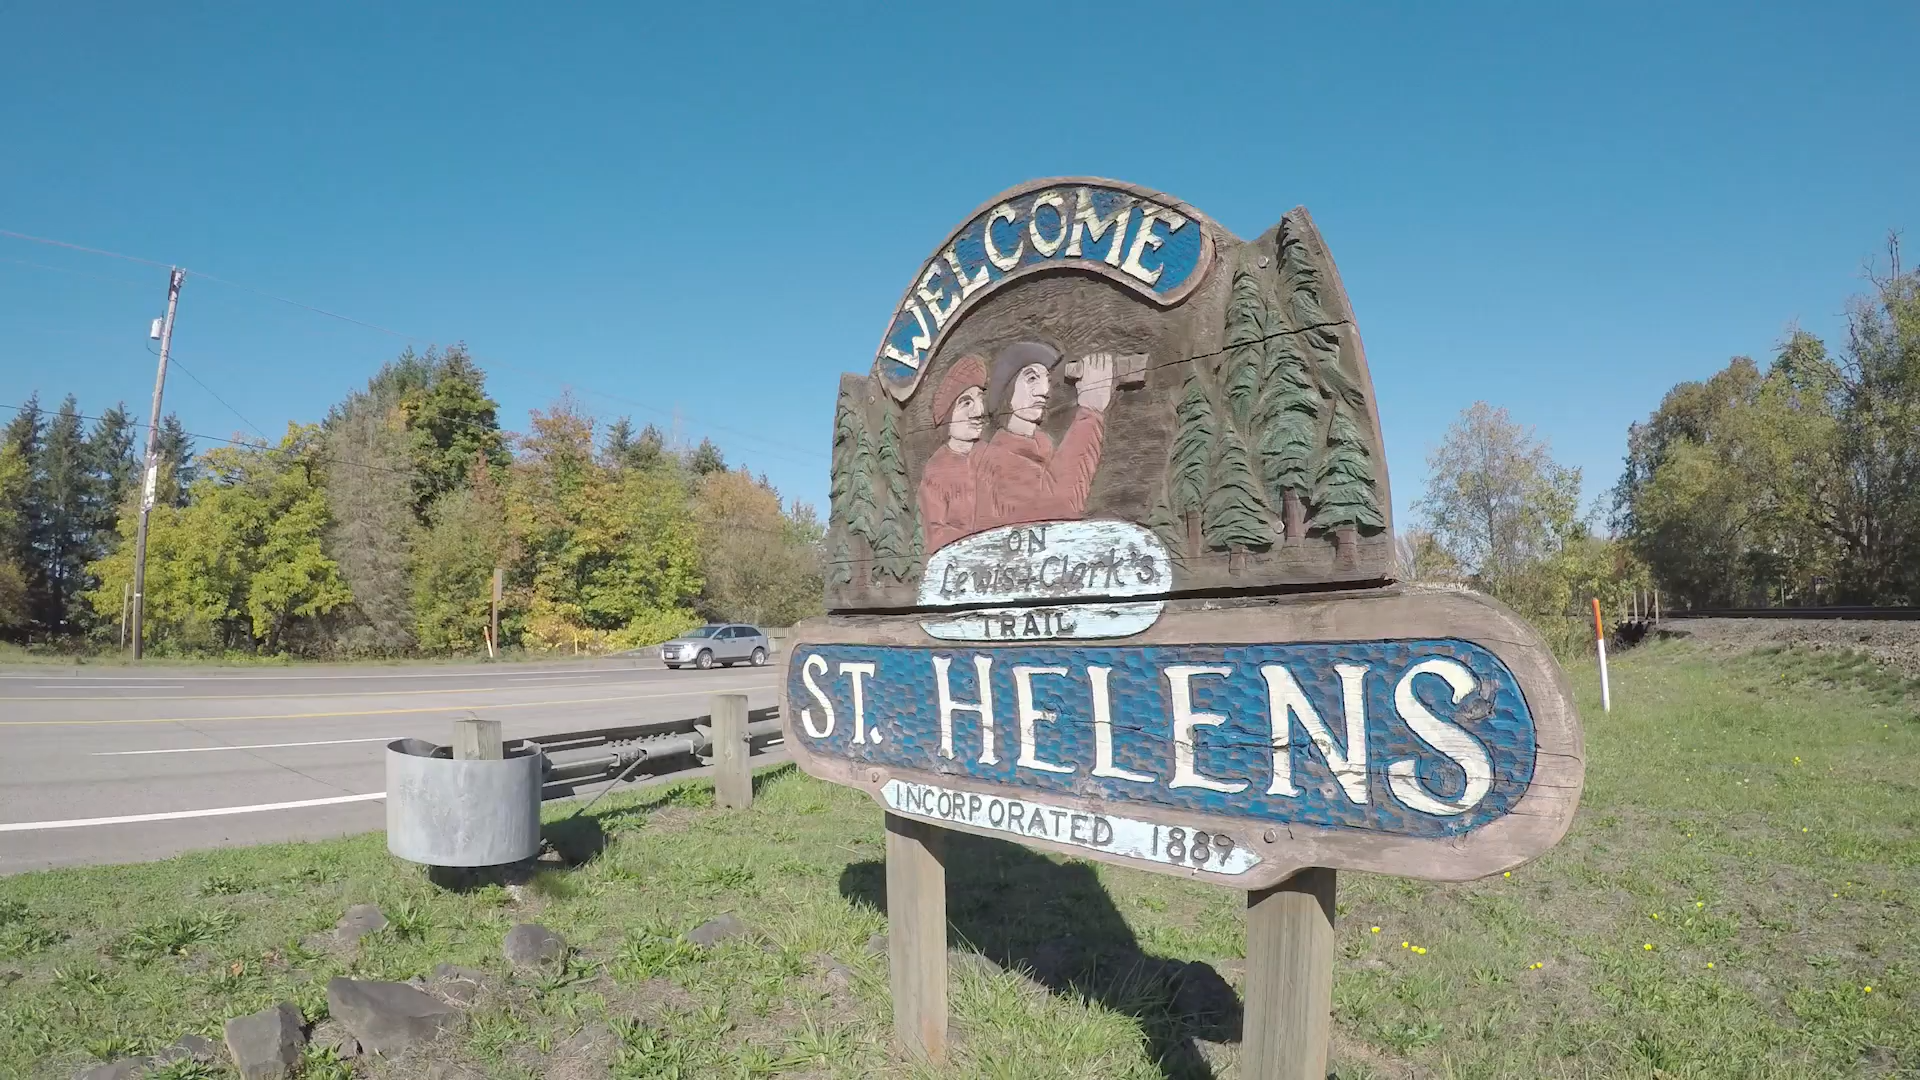 WELCOME
ON
Lewis+Clark's
TRAIL
ST. HELENS
INCORPORATED 1889